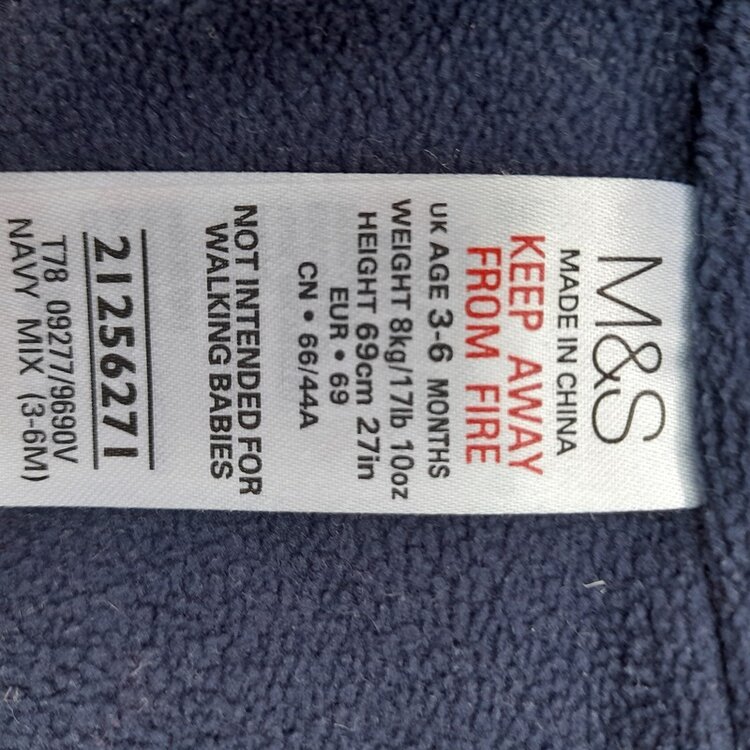 M&S
MADE IN CHINA
KEEP AWAY
FROM FIRE
UK AGE 3-6 MONTHS
WEIGHT 8kg/17lb 10oz
HEIGHT 69cm 27in
EUR • 69
CN • 66/44A
NOT INTENDED FOR
WALKING BABIES
21256271
T78 09277/9690V
NAVY MIX (3-6M)